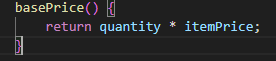 basePrice() {
return quantity * itemPrice;
}